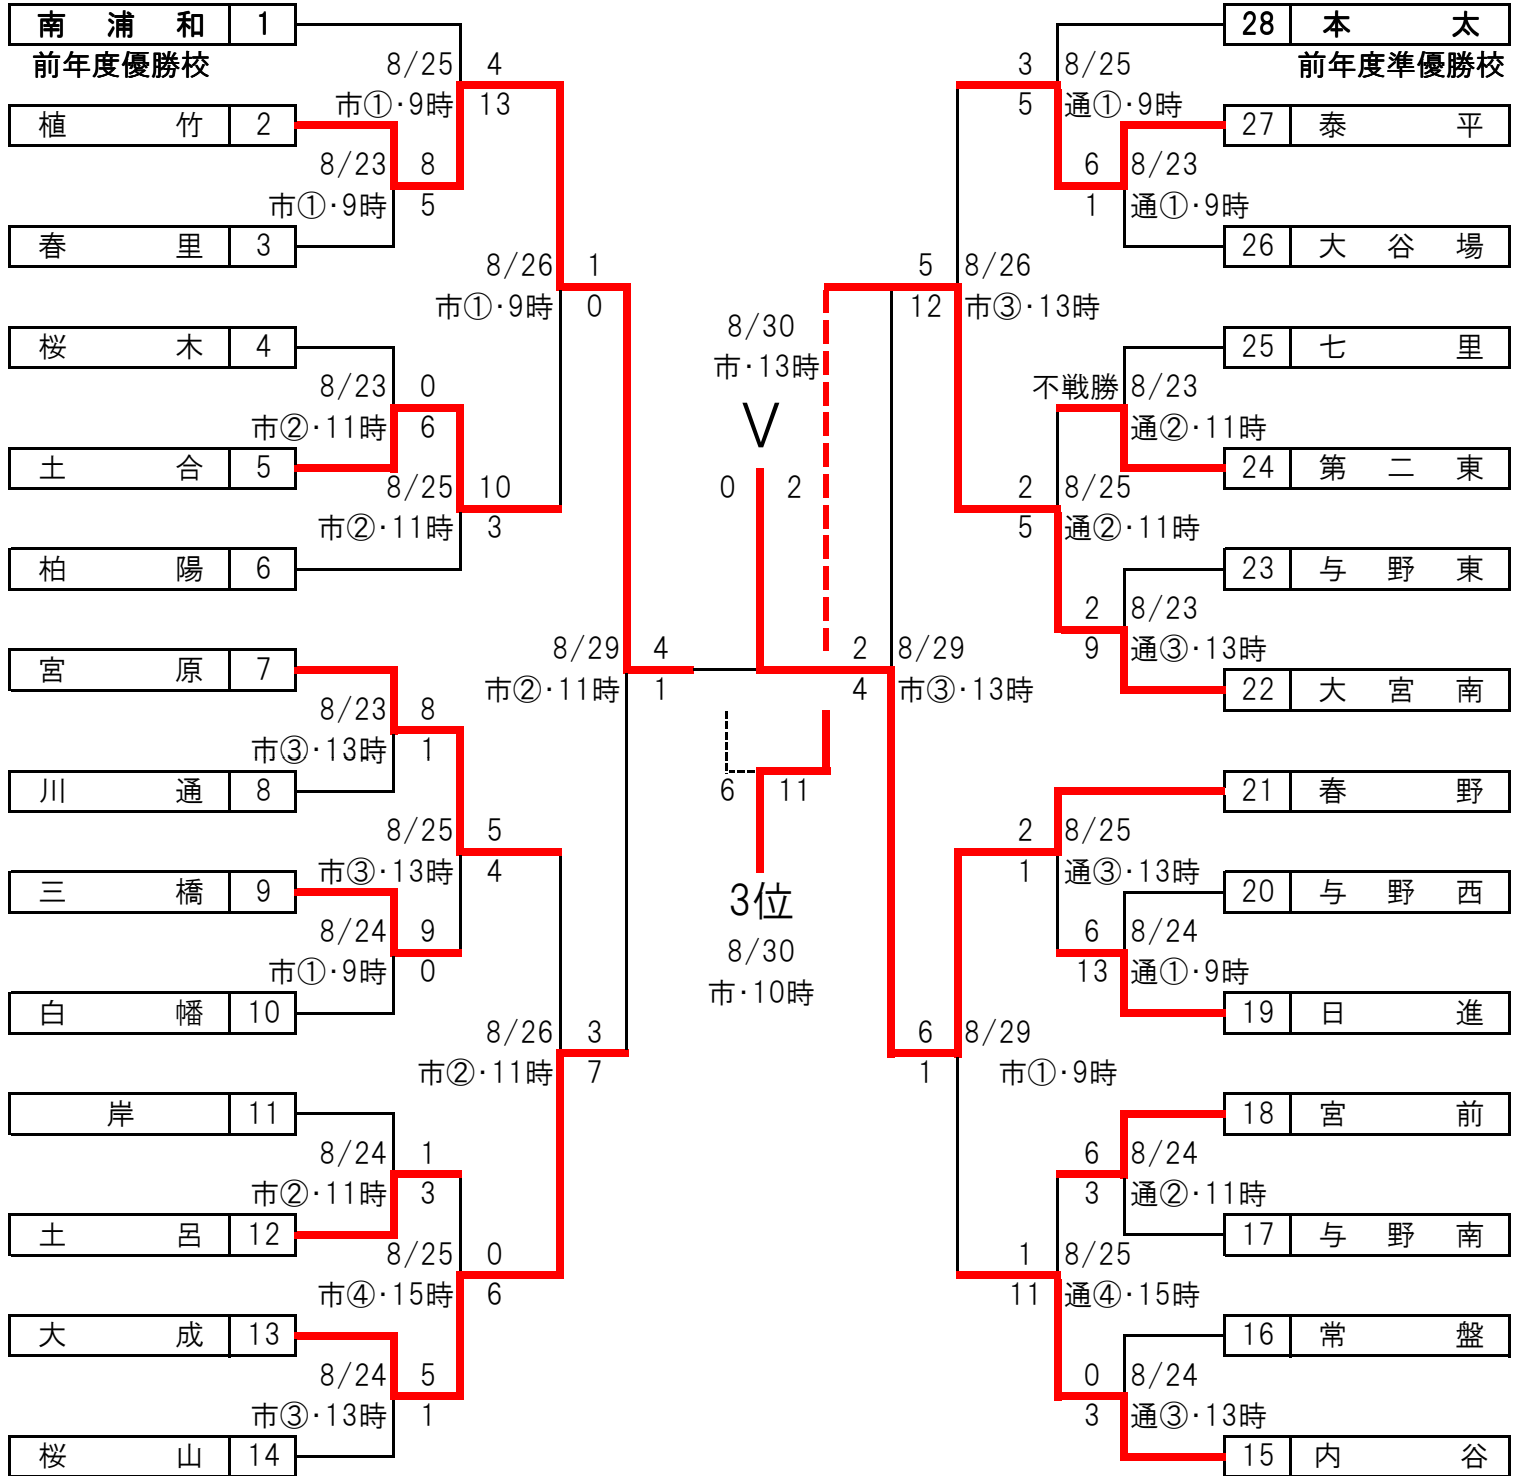 南浦和 1
前年度優勝校
8/25 4
市①・9時 13
植竹 2
8/23 8
市①・9時 5
春里 3
8/26 1
市①・9時 0
桜木 4
8/23 0
市②・11時 6
土合 5
8/25 10
市②・11時 3
柏陽 6
8/29 4
市②・11時 1
宮原 7
8/23 8
市③・13時 1
川通 8
8/25 5
市③・13時 4
三橋 9
8/24 9
市①・9時 0
白幡 10
8/26 3
市②・11時 7
岸 11
8/24 1
市②・11時 3
土呂 12
8/25 0
市④・15時 6
大成 13
8/24 5
市③・13時 1
桜山 14
8/30
市・13時
V
0 2
6 11
3位
8/30
市・10時
28 本太
前年度準優勝校
3 8/25
5 通①・9時
27 泰平
6 8/23
1 通①・9時
26 大谷場
5 8/26
12 市③・13時
25 七里
不戦勝 8/23
通②・11時
24 第二東
2 8/25
5 通②・11時
23 与野東
2 8/23
9 通③・13時
22 大宮南
2 8/29
4 市③・13時
21 春野
2 8/25
1 通③・13時
20 与野西
6 8/24
13 通①・9時
19 日進
6 8/29
1 市①・9時
18 宮前
6 8/24
3 通②・11時
17 与野南
1 8/25
11 通④・15時
16 常盤
0 8/24
3 通③・13時
15 内谷